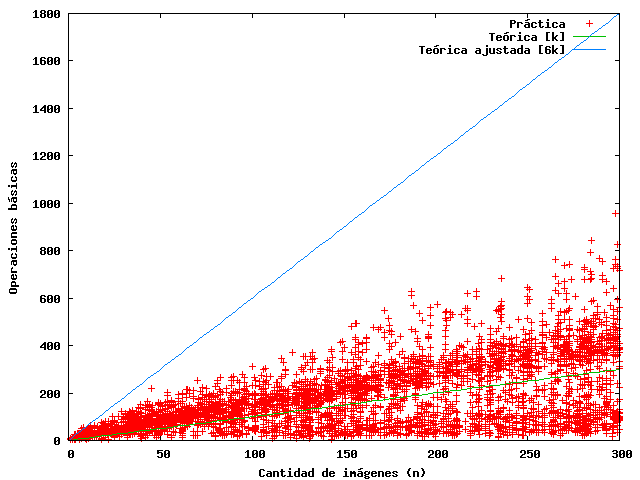 1800
1600
1400
1200
1000
800
600
400
200
0
Operaciones básicas
Práctica
Teórica [k]
Teórica ajustada [6k]
0 50 100 150 200 250 300
Cantidad de imágenes (n)